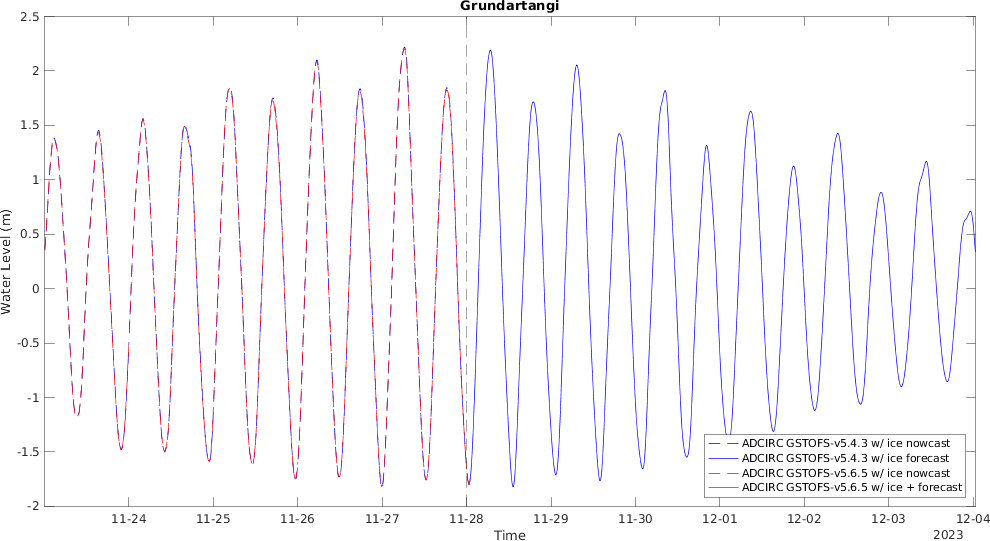 Grundartangi
2.5
2
1.5
1
0.5
0
-0.5
-1
-1.5
-2
Water Level (m)
ADCIRC GSTOFS-v5.4.3 w/ ice nowcast
ADCIRC GSTOFS-v5.4.3 w/ ice forecast
ADCIRC GSTOFS-v5.6.5 w/ ice nowcast
ADCIRC GSTOFS-v5.6.5 w/ ice + forecast
11-24 11-25 11-26 11-27 11-28 11-29 11-30 12-01 12-02 12-03 12-04
Time
2023